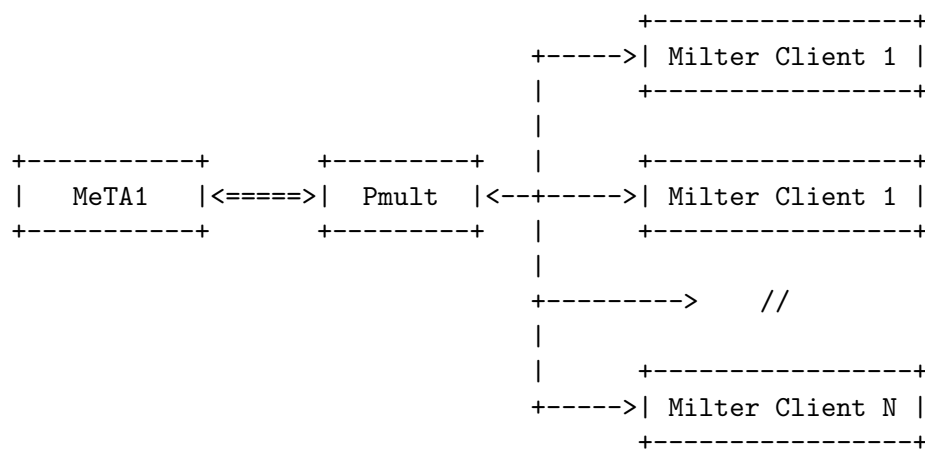 Milter Client 1
MeTA1 Pmult Milter Client 1
//
Milter Client N